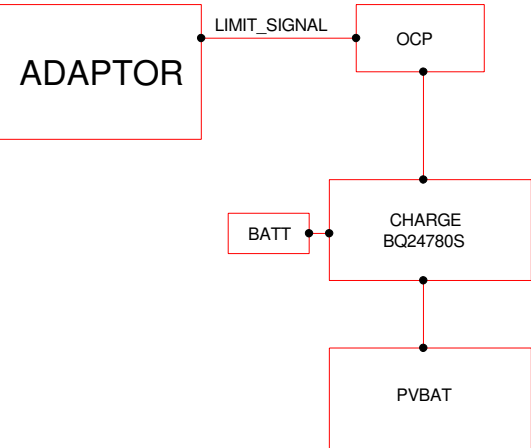 LIMIT_SIGNAL
OCP
ADAPTOR
BATT
CHARGE
BQ24780S
PVBAT